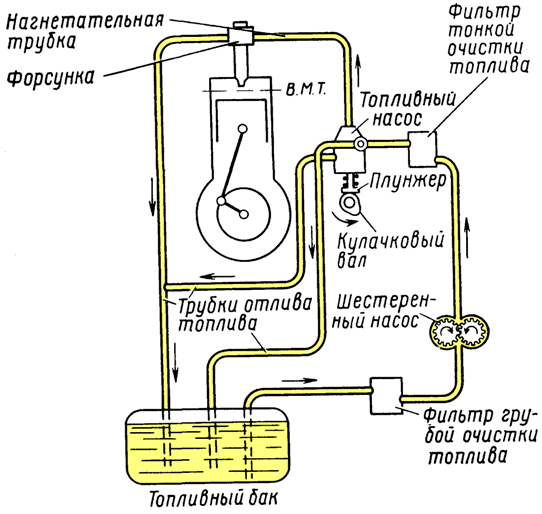 Нагнетательная
трубка
Форсунка
В.М.Т.
Фильтр
тонкой
очистки
топлива
Топливный
насос
Плунжер
Кулачковый
вал
Трубки отлива
топлива
Шестерен-
ный насос
Фильтр гру-
бой очистки
топлива
Топливный бак